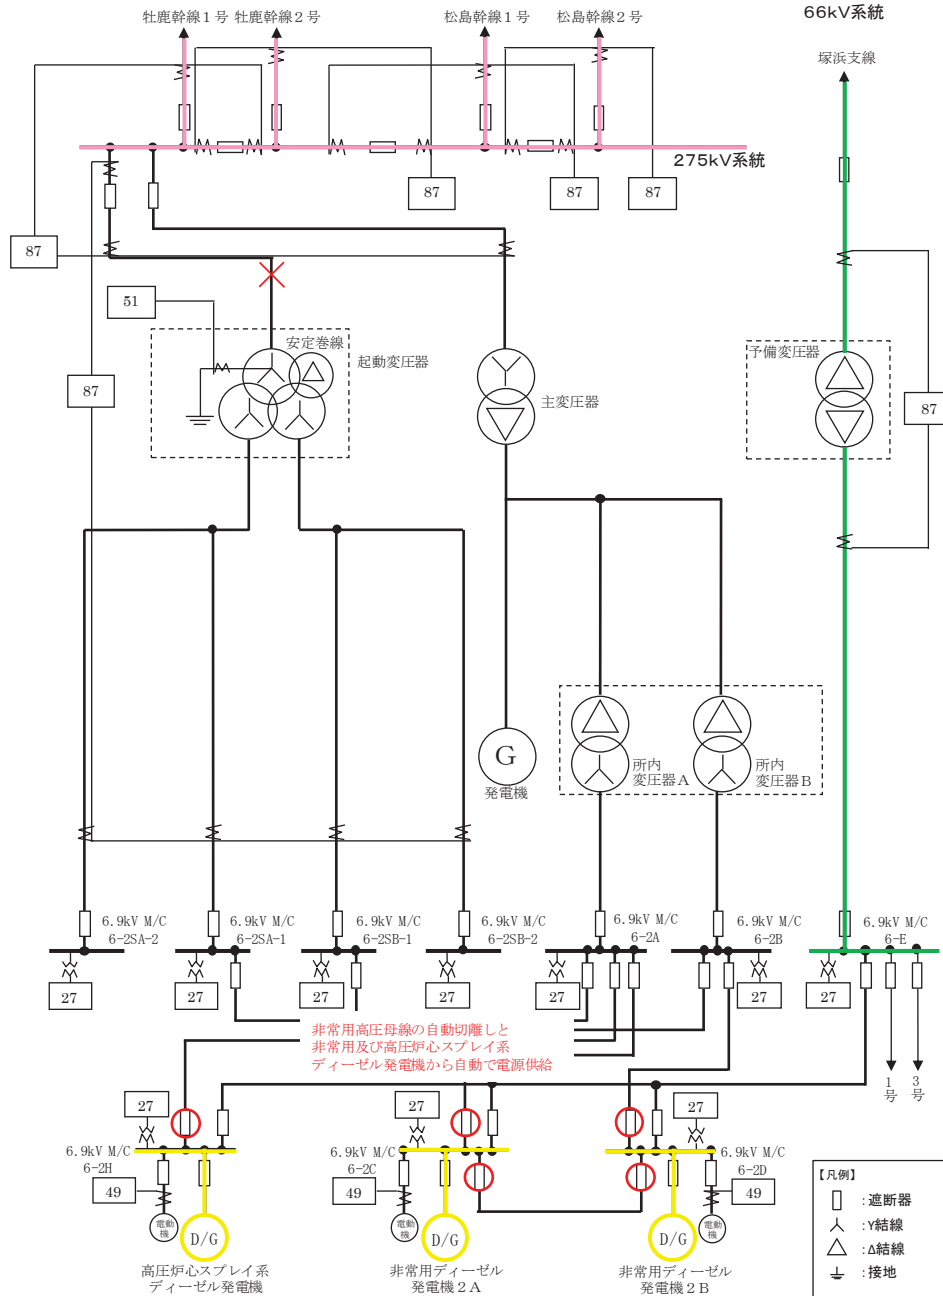 66kV系統
牡鹿幹線1号
牡鹿幹線2号
松島幹線1号
松島幹線2号
塚浜支線
275kV系統
87
87
87
87
51
安定巻線
起動変圧器
予備変圧器
87
主変圧器
87
G
発電機
所内
変圧器A
所内
変圧器B
6.9kV M/C
6-2SA-2
6.9kV M/C
6-2SA-1
6.9kV M/C
6-2SB-1
6.9kV M/C
6-2SB-2
6.9kV M/C
6-2A
6.9kV M/C
6-2B
6.9kV M/C
6-E
27
27
27
27
27
27
27
非常用高圧母線の自動切離しと
非常用及び高圧炉心スプレイ系
ディーゼル発電機から自動で電源供給
1号
3号
27
27
27
6.9kV M/C
6-2H
6.9kV M/C
6-2C
6.9kV M/C
6-2D
49
49
49
電動
機
D/G
電動
機
D/G
D/G
電動
機
高圧炉心スプレイ系
ディーゼル発電機
非常用ディーゼル
発電機2A
非常用ディーゼル
発電機2B
【凡例】
:遮断器
:Y結線
:Δ結線
:接地